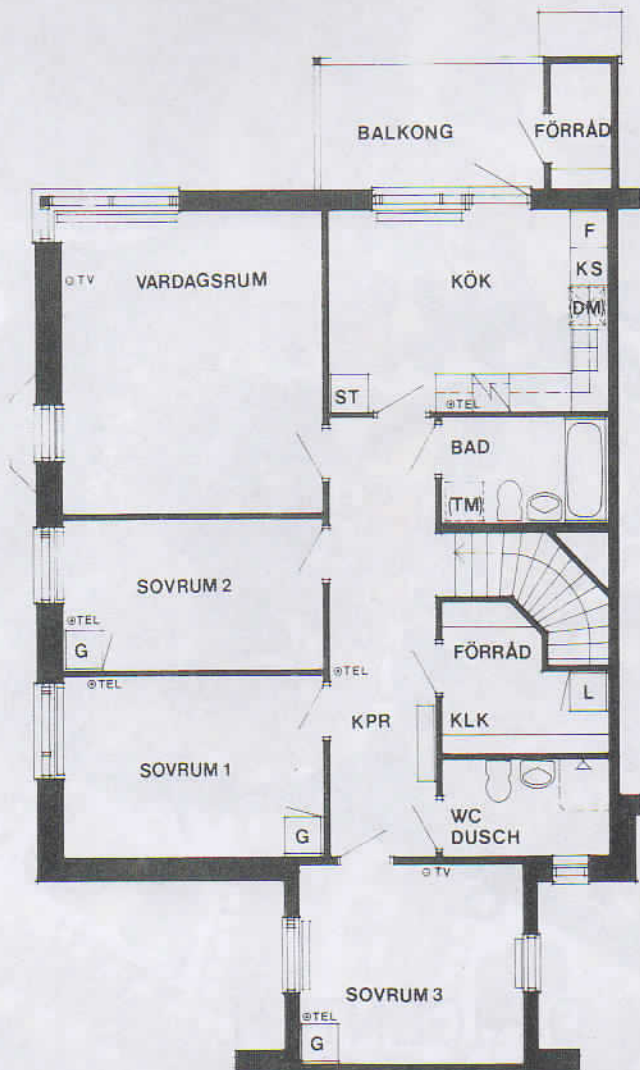 BALKONG
FÖRRÅD
TV
VARDAGSRUM
KÖK
F
KS
DM
ST
TEL
BAD
(TM)
SOVRUM 2
TEL
G
TEL
TEL
FÖRRÅD
L
KPR
KLK
SOVRUM 1
G
WC
DUSCH
TV
SOVRUM 3
TEL
G